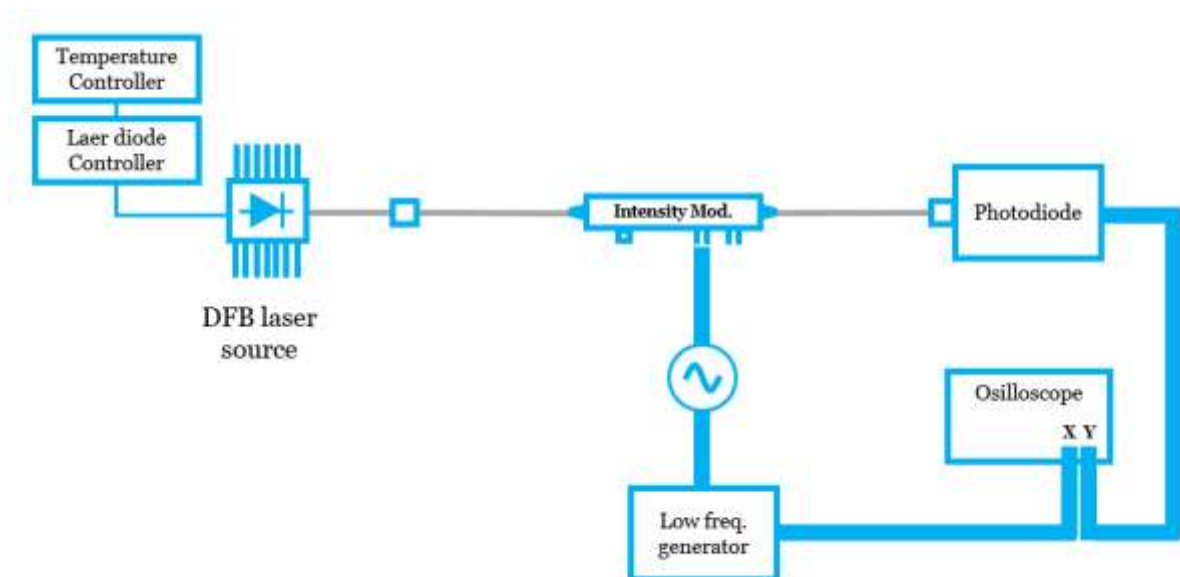 Temperature
Controller
Laer diode
Controller
DFB laser
source
Intensity Mod.
Photodiode
Osilloscope
X Y
Low freq.
generator